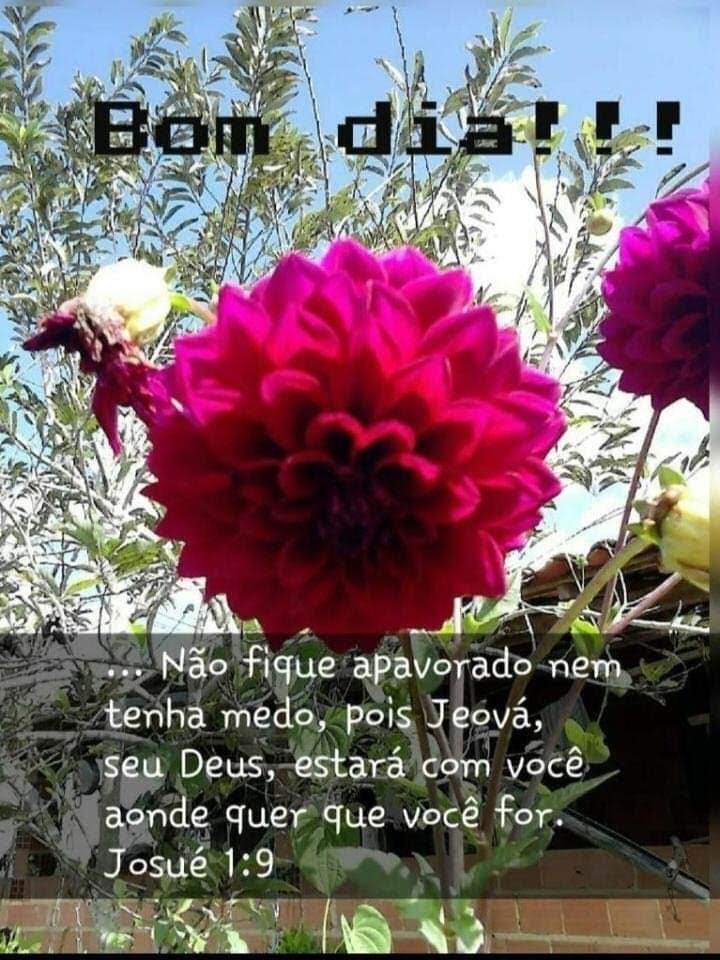 Bom dia!!!
... Não fique apavorado nem
tenha medo, pois Jeová,
seu Deus, estará com você
aonde quer que você for.
Josué 1:9